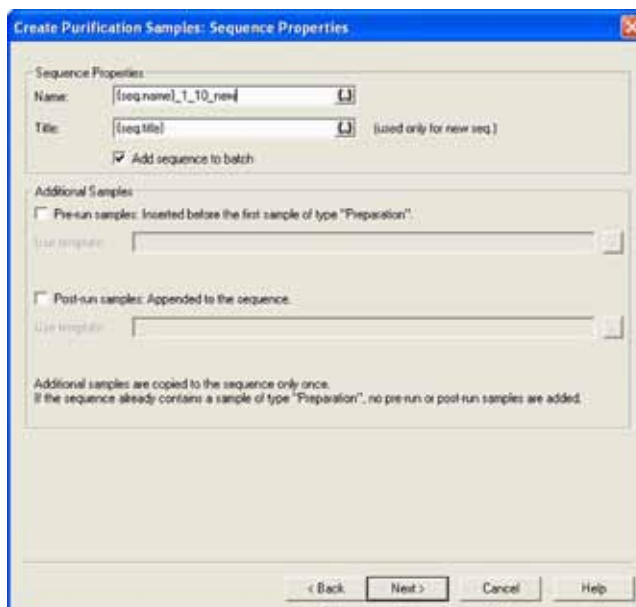 Create Purification Samples: Sequence Properties
Sequence Properties
Name: {seq.name}_1_10_new
Title: {seq.title} (used only for new seq.)
Add sequence to batch
Additional Samples
Pre-run samples: Inserted before the first sample of type "Preparation".
Use template:
Post-run samples: Appended to the sequence.
Use template:
Additional samples are copied to the sequence only once.
If the sequence already contains a sample of type "Preparation", no pre-run or post-run samples are added.
< Back Next > Cancel Help